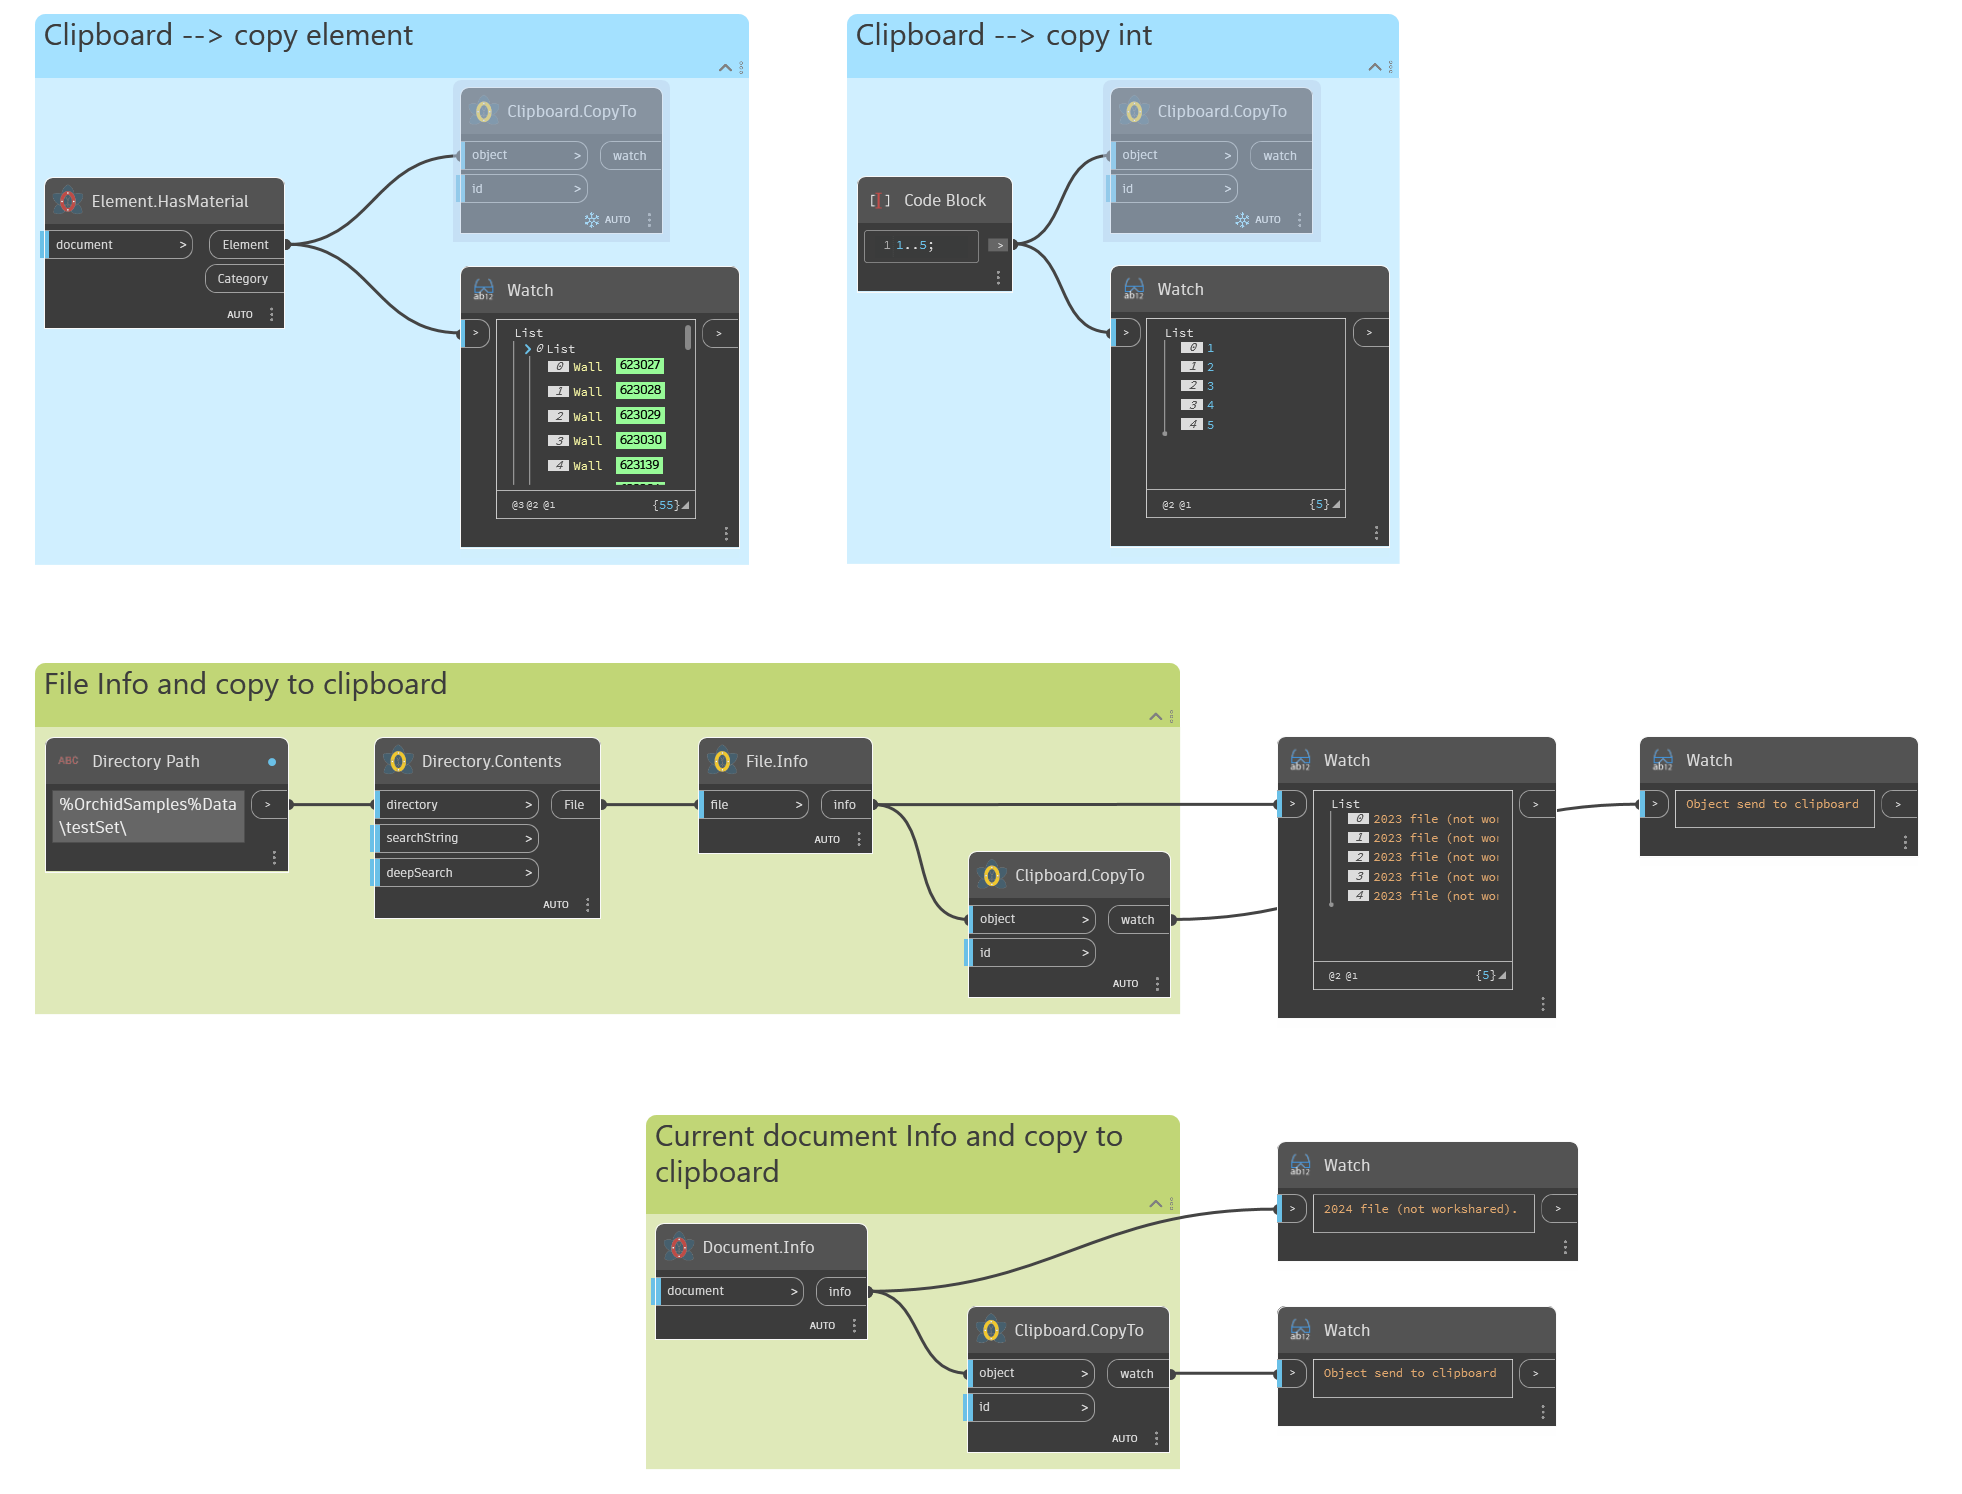 Clipboard --> copy element
Clipboard.CopyTo
object >
watch
id >
AUTO
Element.HasMaterial
document >
Element
Category
AUTO
ab12
Watch
>
List
0 List
0 Wall 623027
1 Wall 623028
2 Wall 623029
3 Wall 623030
4 Wall 623139
@3 @2 @1
{55}
>
Clipboard --> copy int
Clipboard.CopyTo
object >
watch
id >
AUTO
Code Block
1 1..5;
>
ab12
Watch
>
List
0 1
1 2
2 3
3 4
4 5
@2 @1
{5}
>
File Info and copy to clipboard
ABC
Directory Path
%OrchidSamples%Data
\testSet\
>
Directory.Contents
directory >
File
searchString >
deepSearch >
AUTO
File.Info
file >
info
AUTO
Clipboard.CopyTo
object >
watch
id >
AUTO
ab12
Watch
>
List
0 2023 file (not wor
1 2023 file (not wor
2 2023 file (not wor
3 2023 file (not wor
4 2023 file (not wor
@2 @1
{5}
>
ab12
Watch
>
Object send to clipboard
>
Current document Info and copy to
clipboard
Document.Info
document >
info
AUTO
Clipboard.CopyTo
object >
watch
id >
AUTO
ab12
Watch
>
2024 file (not workshared).
>
ab12
Watch
>
Object send to clipboard
>